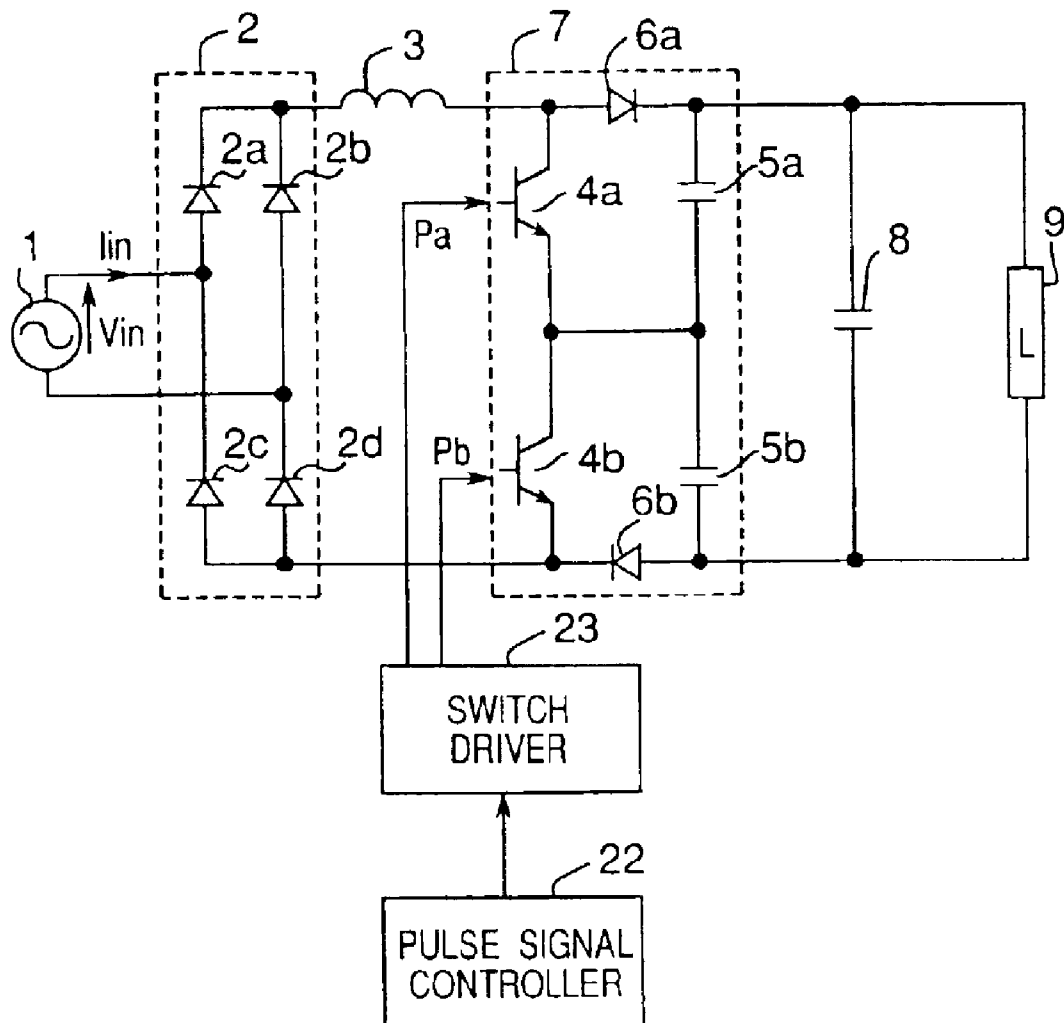 2
3
7
6a
2a
2b
4a
5a
Pa
1
Iin
Vin
8
9
L
2c
2d
Pb
4b
5b
6b
23
SWITCH
DRIVER
22
PULSE SIGNAL
CONTROLLER